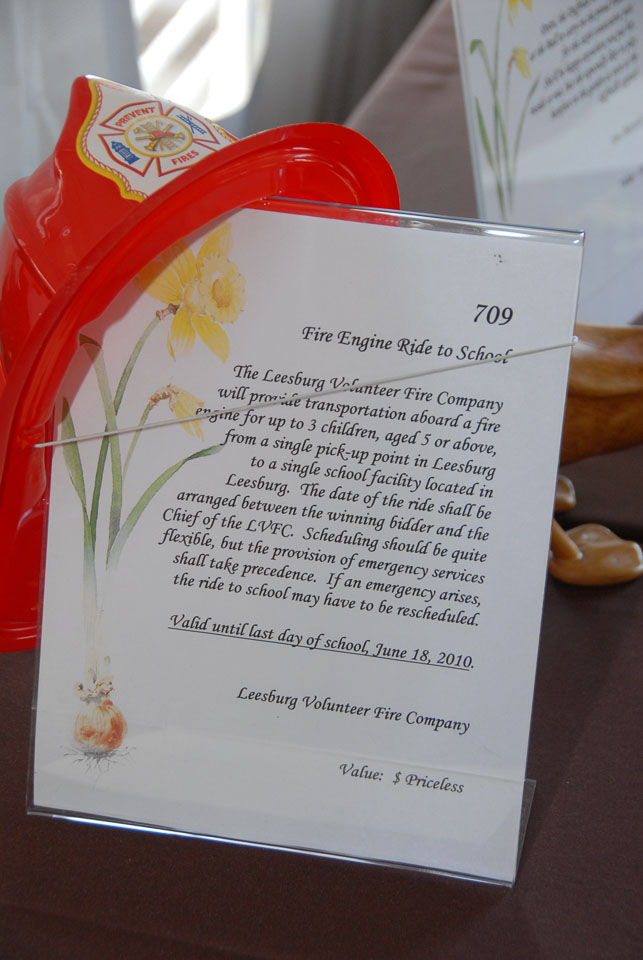 PREVENT
FIRES
709
Fire Engine Ride to School
The Leesburg Volunteer Fire Company
will provide transportation aboard a fire
engine for up to 3 children, aged 5 or above,
from a single pick-up point in Leesburg
to a single school facility located in
Leesburg. The date of the ride shall be
arranged between the winning bidder and the
Chief of the LVFC. Scheduling should be quite
flexible, but the provision of emergency services
shall take precedence. If an emergency arises,
the ride to school may have to be rescheduled.
Valid until last day of school, June 18, 2010.
Leesburg Volunteer Fire Company
Value: $ Priceless